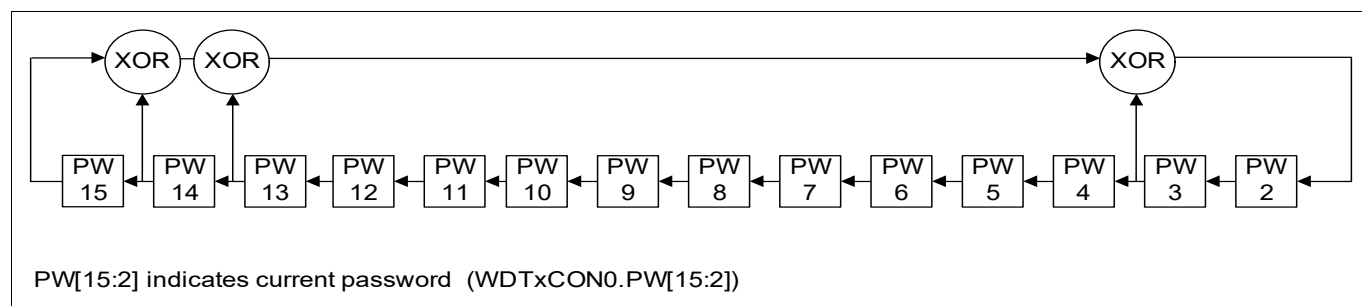 XOR XOR XOR
PW PW PW PW PW PW PW PW PW PW PW PW PW PW
15 14 13 12 11 10 9 8 7 6 5 4 3 2
PW[15:2] indicates current password (WDTxCON0.PW[15:2])